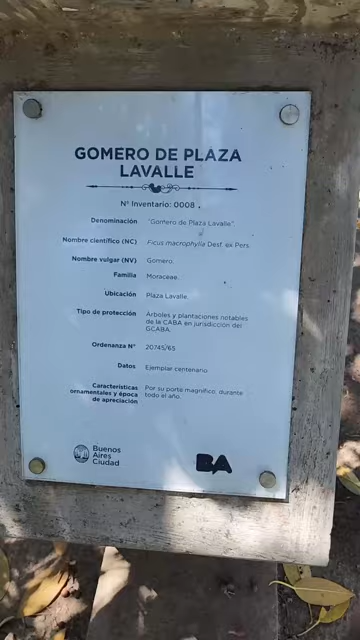 GOMERO DE PLAZA
LAVALLE
N° Inventario: 0008
Denominación "Gomero de Plaza Lavalle".
Nombre científico (NC) Ficus macrophylla Desf. ex Pers.
Nombre vulgar (NV) Gomero.
Familia Moraceae.
Ubicación Plaza Lavalle.
Tipo de protección Árboles y plantaciones notables
de la CABA en jurisdicción del
GCABA.
Ordenanza N° 20745/65
Datos Ejemplar centenario.
Características Por su porte magnífico, durante
ornamentales y época todo el año.
de apreciación
Buenos
Aires
Ciudad
BA